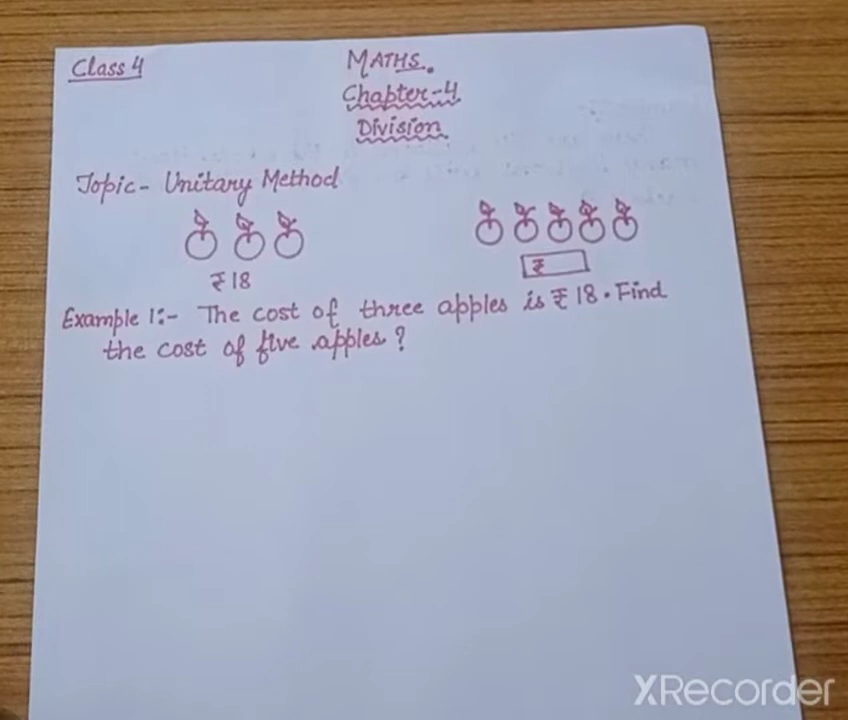 Class 4
MATHS.
Chapter-4
Division
Topic- Unitary Method
₹18
₹
Example 1:- The cost of three apples is ₹ 18. Find
the cost of five apples?
XRecorder